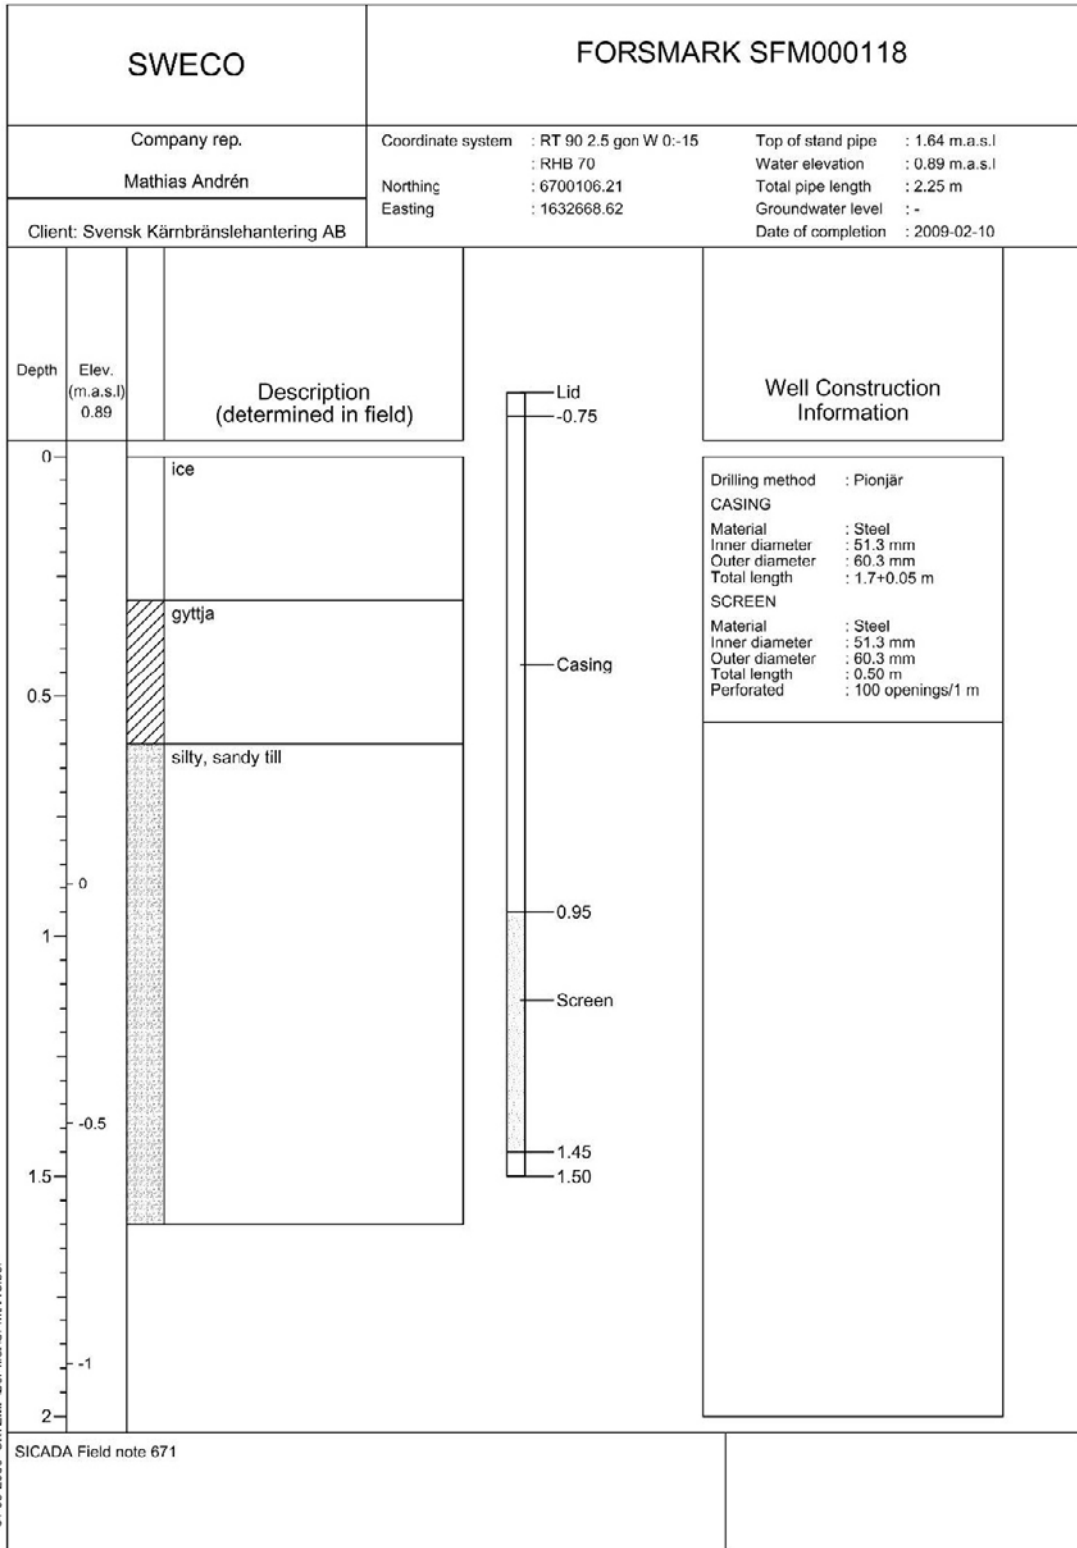 SWECO
FORSMARK SFM000118
Company rep.
Mathias Andrén
Client: Svensk Kärnbränslehantering AB
Coordinate system : RT 90 2.5 gon W 0:-15
: RHB 70
Northing : 6700106.21
Easting : 1632668.62
Top of stand pipe : 1.64 m.a.s.l
Water elevation : 0.89 m.a.s.l
Total pipe length : 2.25 m
Groundwater level : -
Date of completion : 2009-02-10
Depth
Elev.
(m.a.s.l)
0.89
Description
(determined in field)
Lid
-0.75
Well Construction
Information
0
ice
gyttja
0.5
silty, sandy till
0
1
-0.5
1.5
-1
2
Casing
0.95
Screen
1.45
1.50
Drilling method : Pionjär
CASING
Material : Steel
Inner diameter : 51.3 mm
Outer diameter : 60.3 mm
Total length : 1.7+0.05 m
SCREEN
Material : Steel
Inner diameter : 51.3 mm
Outer diameter : 60.3 mm
Total length : 0.50 m
Perforated : 100 openings/1 m
SICADA Field note 671